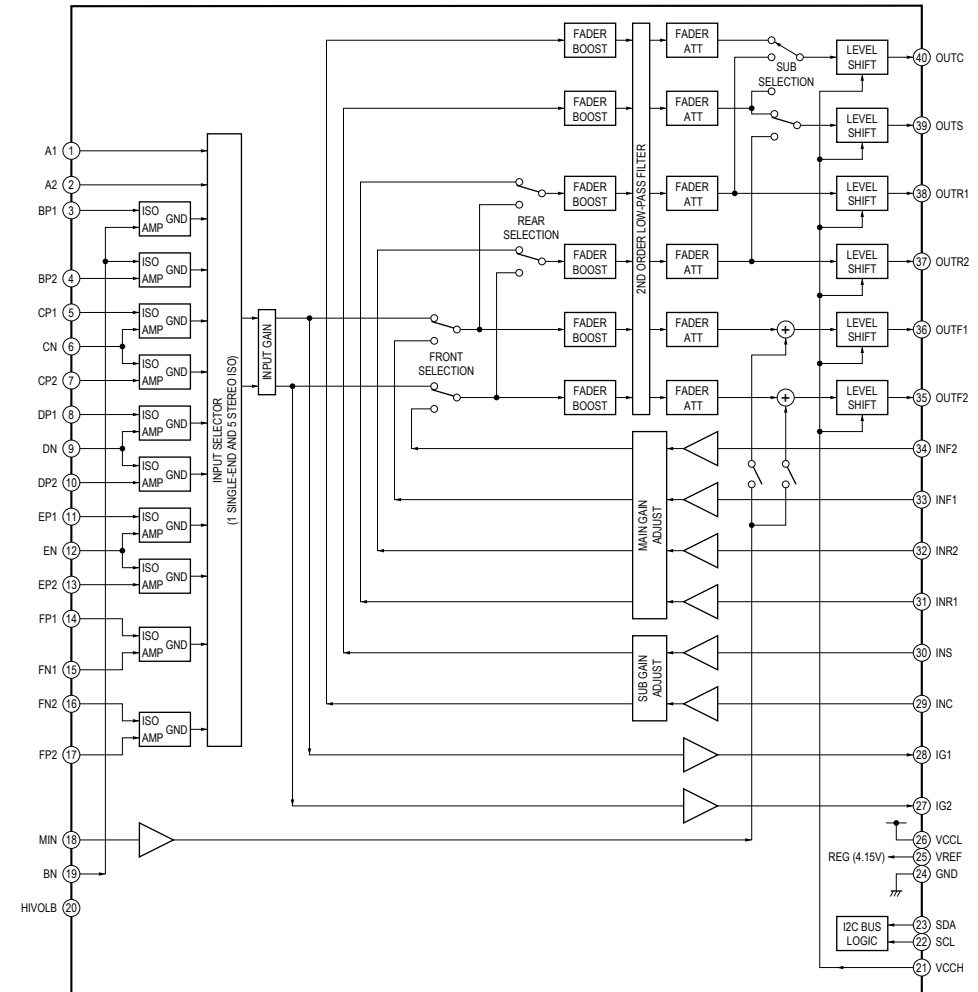 FADER
BOOST
FADER
ATT
LEVEL
SHIFT
40 OUTC
SUB
SELECTION
FADER
BOOST
FADER
ATT
LEVEL
SHIFT
39 OUTS
2ND ORDER LOW-PASS FILTER
FADER
BOOST
FADER
ATT
LEVEL
SHIFT
38 OUTR1
REAR
SELECTION
FADER
BOOST
FADER
ATT
LEVEL
SHIFT
37 OUTR2
FADER
BOOST
FADER
ATT
+
LEVEL
SHIFT
36 OUTF1
FRONT
SELECTION
FADER
BOOST
FADER
ATT
+
LEVEL
SHIFT
35 OUTF2
A1 1
A2 2
BP1 3
ISO
AMP
GND
BP2 4
ISO
AMP
GND
CP1 5
ISO
AMP
GND
CN 6
CP2 7
ISO
AMP
GND
DP1 8
ISO
AMP
GND
DN 9
DP2 10
ISO
AMP
GND
EP1 11
ISO
AMP
GND
EN 12
EP2 13
ISO
AMP
GND
FP1 14
ISO
AMP
GND
FN1 15
FN2 16
ISO
AMP
GND
FP2 17
MIN 18
BN 19
HIVOLB 20
INPUT SELECTOR
(1 SINGLE-END AND 5 STEREO ISO)
INPUT GAIN
MAIN GAIN
ADJUST
SUB GAIN
ADJUST
34 INF2
33 INF1
32 INR2
31 INR1
30 INS
29 INC
28 IG1
27 IG2
26 VCCL
REG (4.15V) 25 VREF
24 GND
I2C BUS
LOGIC
23 SDA
22 SCL
21 VCCH